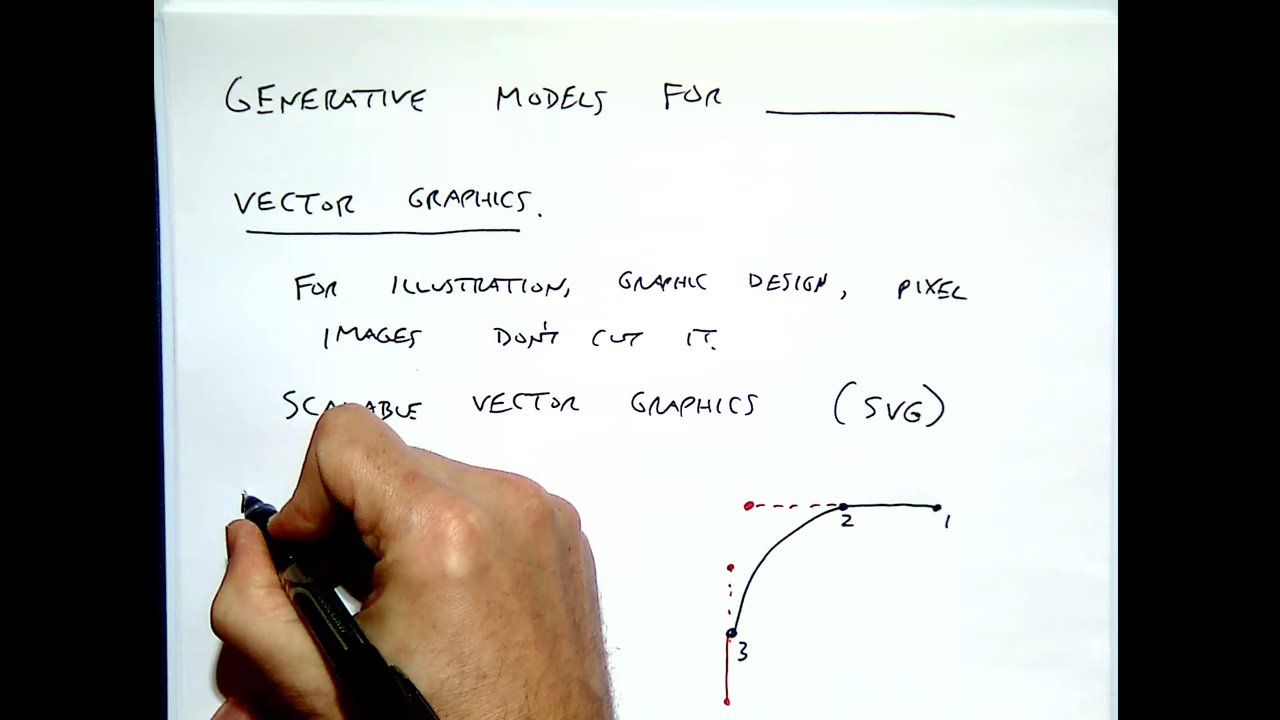 GENERATIVE MODELS FOR
VECTOR GRAPHICS.
FOR ILLUSTRATION, GRAPHIC DESIGN, PIXEL
IMAGES DON'T CUT IT.
SCALABLE VECTOR GRAPHICS (SVG)
2 1
3